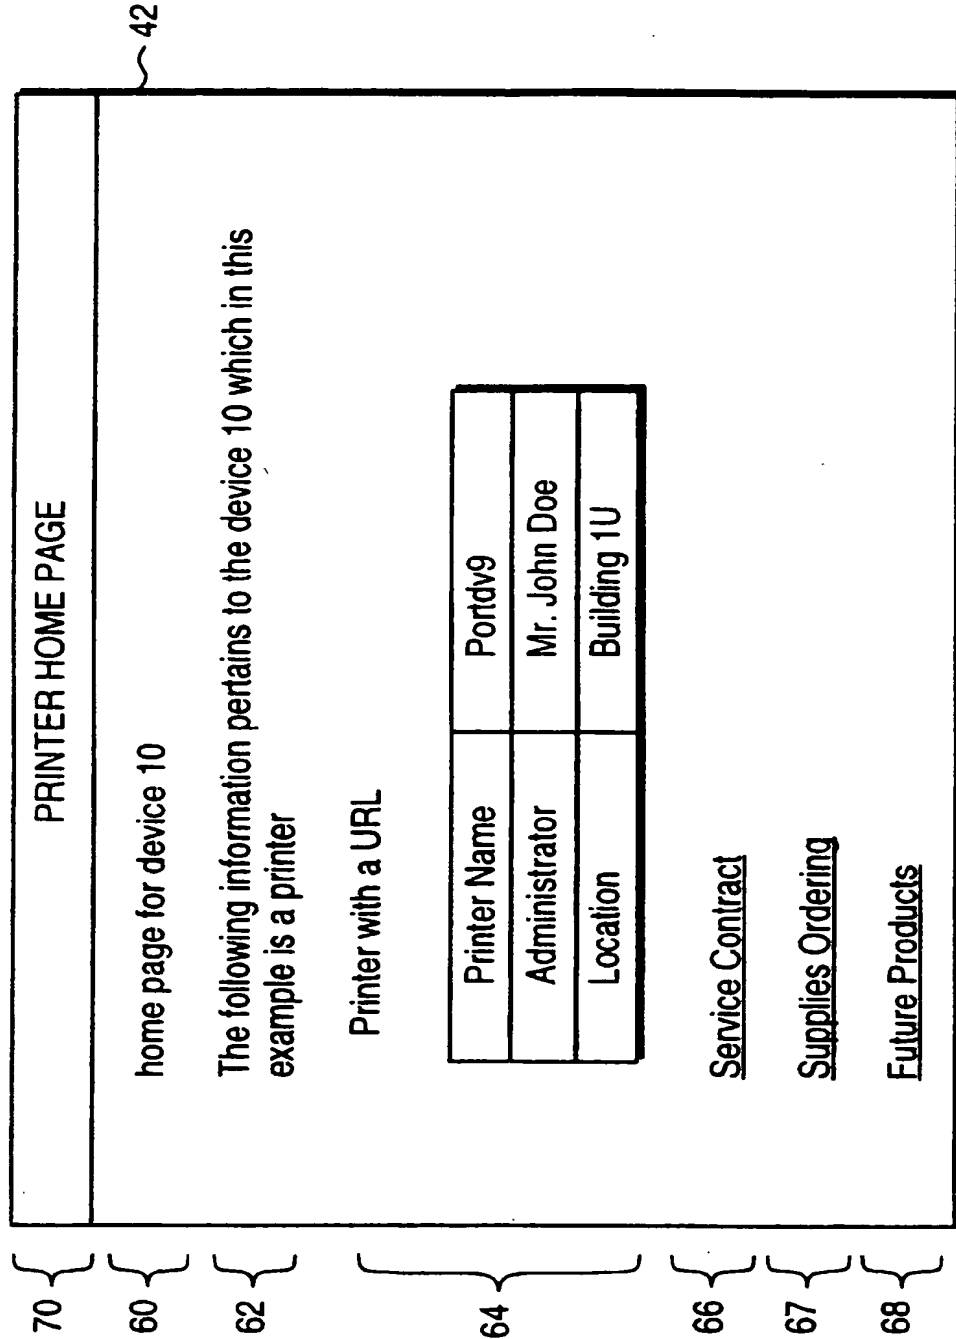 70 PRINTER HOME PAGE
42
60 home page for device 10
62 The following information pertains to the device 10 which in this
example is a printer
64 Printer with a URL
Printer Name Portdv9
Administrator Mr. John Doe
Location Building 1U
66 Service Contract
67 Supplies Ordering
68 Future Products